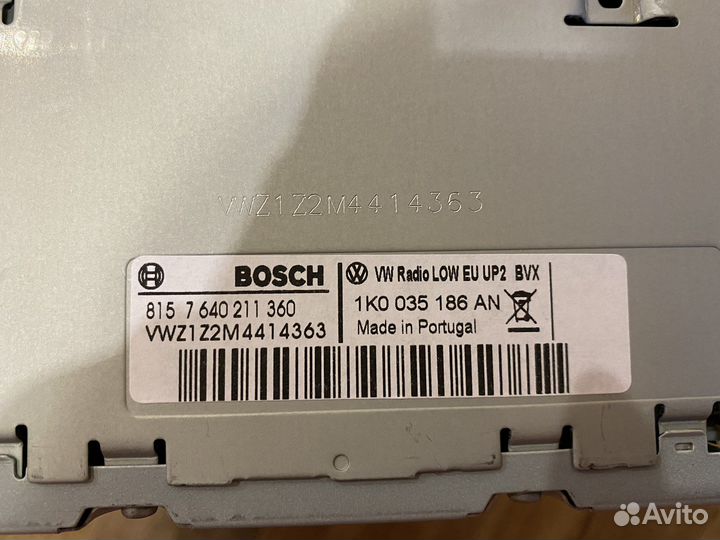 VWZ1Z2M4414363
BOSCH
VW Radio LOW EU UP2 BVX
815 7 640 211 360
1K0 035 186 AN
VWZ1Z2M4414363
Made in Portugal
Avito